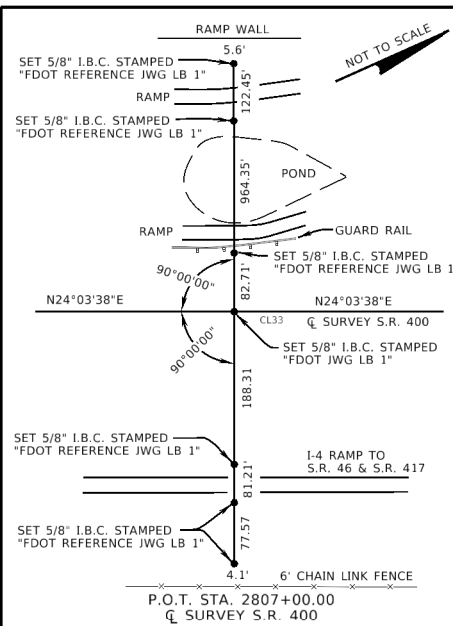 RAMP WALL
5.6'
NOT TO SCALE
SET 5/8" I.B.C. STAMPED
"FDOT REFERENCE JWG LB 1"
122.45'
RAMP
SET 5/8" I.B.C. STAMPED
"FDOT REFERENCE JWG LB 1"
964.35'
POND
RAMP
GUARD RAIL
SET 5/8" I.B.C. STAMPED
"FDOT REFERENCE JWG LB 1
82.71'
90°00'00"
N24°03'38"E
N24°03'38"E
CL33
℄ SURVEY S.R. 400
90°00'00"
SET 5/8" I.B.C. STAMPED
"FDOT JWG LB 1"
188.31
SET 5/8" I.B.C. STAMPED
"FDOT REFERENCE JWG LB 1"
I-4 RAMP TO
S.R. 46 & S.R. 417
81.21'
SET 5/8" I.B.C. STAMPED
"FDOT REFERENCE JWG LB 1"
77.57
4.1'
6' CHAIN LINK FENCE
P.O.T. STA. 2807+00.00
℄ SURVEY S.R. 400